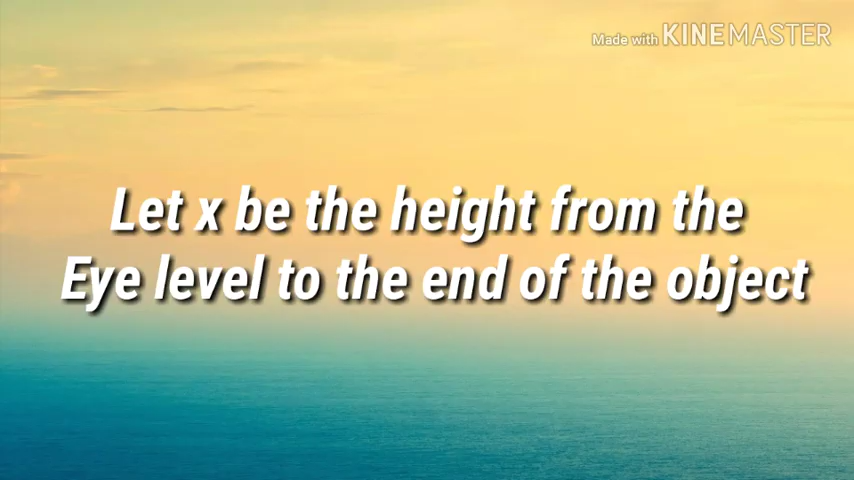 Made with KINEMASTER
Let x be the height from the
Eye level to the end of the object